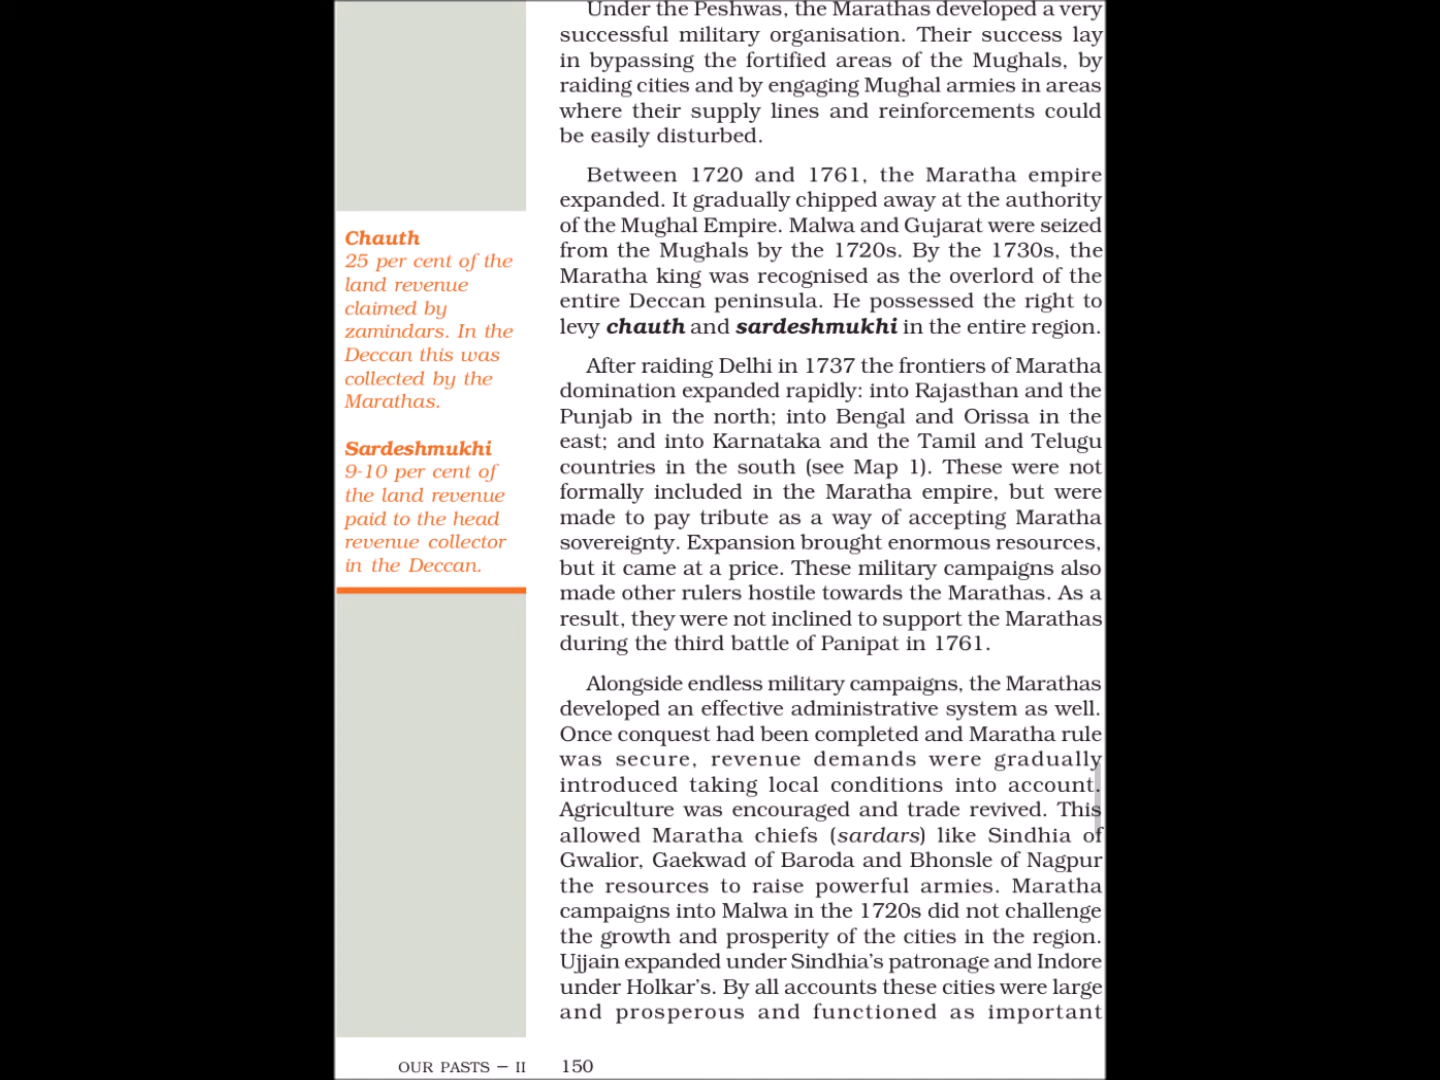 Under the Peshwas, the Marathas developed a very
successful military organisation. Their success lay
in bypassing the fortified areas of the Mughals, by
raiding cities and by engaging Mughal armies in areas
where their supply lines and reinforcements could
be easily disturbed.
Between 1720 and 1761, the Maratha empire
expanded. It gradually chipped away at the authority
of the Mughal Empire. Malwa and Gujarat were seized
from the Mughals by the 1720s. By the 1730s, the
Maratha king was recognised as the overlord of the
entire Deccan peninsula. He possessed the right to
levy chauth and sardeshmukhi in the entire region.
After raiding Delhi in 1737 the frontiers of Maratha
domination expanded rapidly: into Rajasthan and the
Punjab in the north; into Bengal and Orissa in the
east; and into Karnataka and the Tamil and Telugu
countries in the south (see Map 1). These were not
formally included in the Maratha empire, but were
made to pay tribute as a way of accepting Maratha
sovereignty. Expansion brought enormous resources,
but it came at a price. These military campaigns also
made other rulers hostile towards the Marathas. As a
result, they were not inclined to support the Marathas
during the third battle of Panipat in 1761.
Alongside endless military campaigns, the Marathas
developed an effective administrative system as well.
Once conquest had been completed and Maratha rule
was secure, revenue demands were gradually
introduced taking local conditions into account.
Agriculture was encouraged and trade revived. This
allowed Maratha chiefs (sardars) like Sindhia of
Gwalior, Gaekwad of Baroda and Bhonsle of Nagpur
the resources to raise powerful armies. Maratha
campaigns into Malwa in the 1720s did not challenge
the growth and prosperity of the cities in the region.
Ujjain expanded under Sindhia's patronage and Indore
under Holkar's. By all accounts these cities were large
and prosperous and functioned as important
Chauth
25 per cent of the
land revenue
claimed by
zamindars. In the
Deccan this was
collected by the
Marathas.
Sardeshmukhi
9-10 per cent of
the land revenue
paid to the head
revenue collector
in the Deccan.
OUR PASTS – II 150